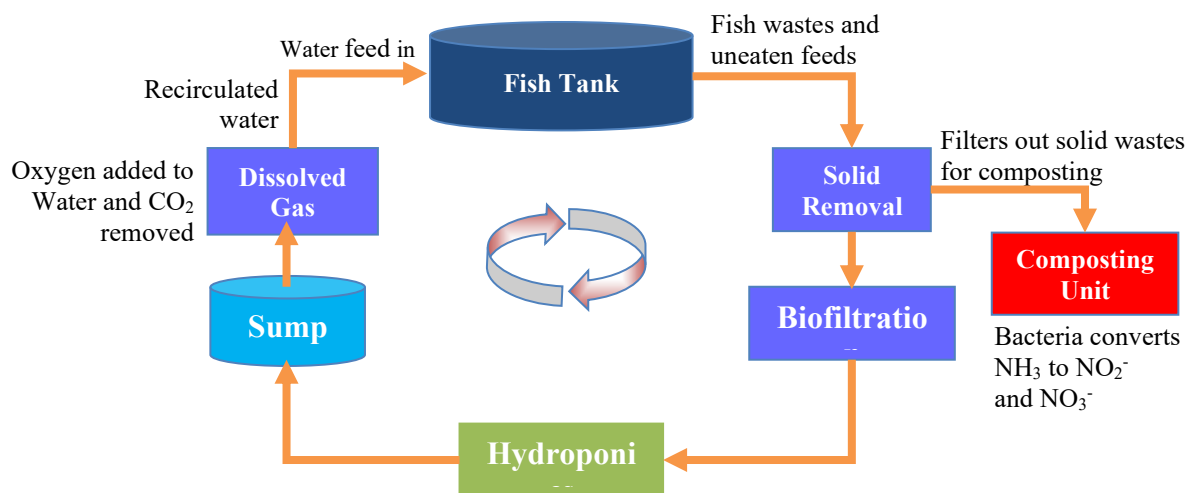 Water feed in
Fish Tank
Fish wastes and
uneaten feeds
Recirculated
water
Oxygen added to
Water and CO₂
removed
Dissolved
Gas
Solid
Removal
Filters out solid wastes
for composting
Composting
Unit
Sump
Biofiltratio
Bacteria converts
NH₃ to NO₂⁻
and NO₃⁻
Hydroponi